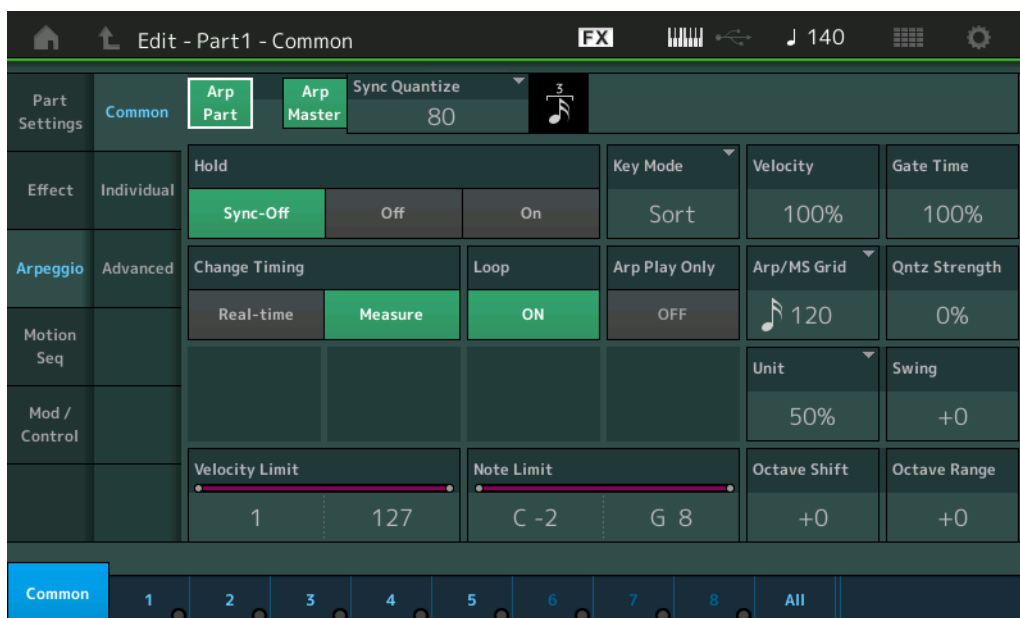 Edit - Part1 - Common
FX
140
Part
Settings
Common
Arp
Part
Arp
Master
Sync Quantize
80
3
Effect
Individual
Hold
Sync-Off
Off
On
Key Mode
Sort
Velocity
100%
Gate Time
100%
Arpeggio
Advanced
Change Timing
Real-time
Measure
Loop
ON
Arp Play Only
OFF
Arp/MS Grid
120
Qntz Strength
0%
Motion
Seq
Unit
50%
Swing
+0
Mod /
Control
Velocity Limit
1
127
Note Limit
C -2
G 8
Octave Shift
+0
Octave Range
+0
Common
1
2
3
4
5
6
7
8
All